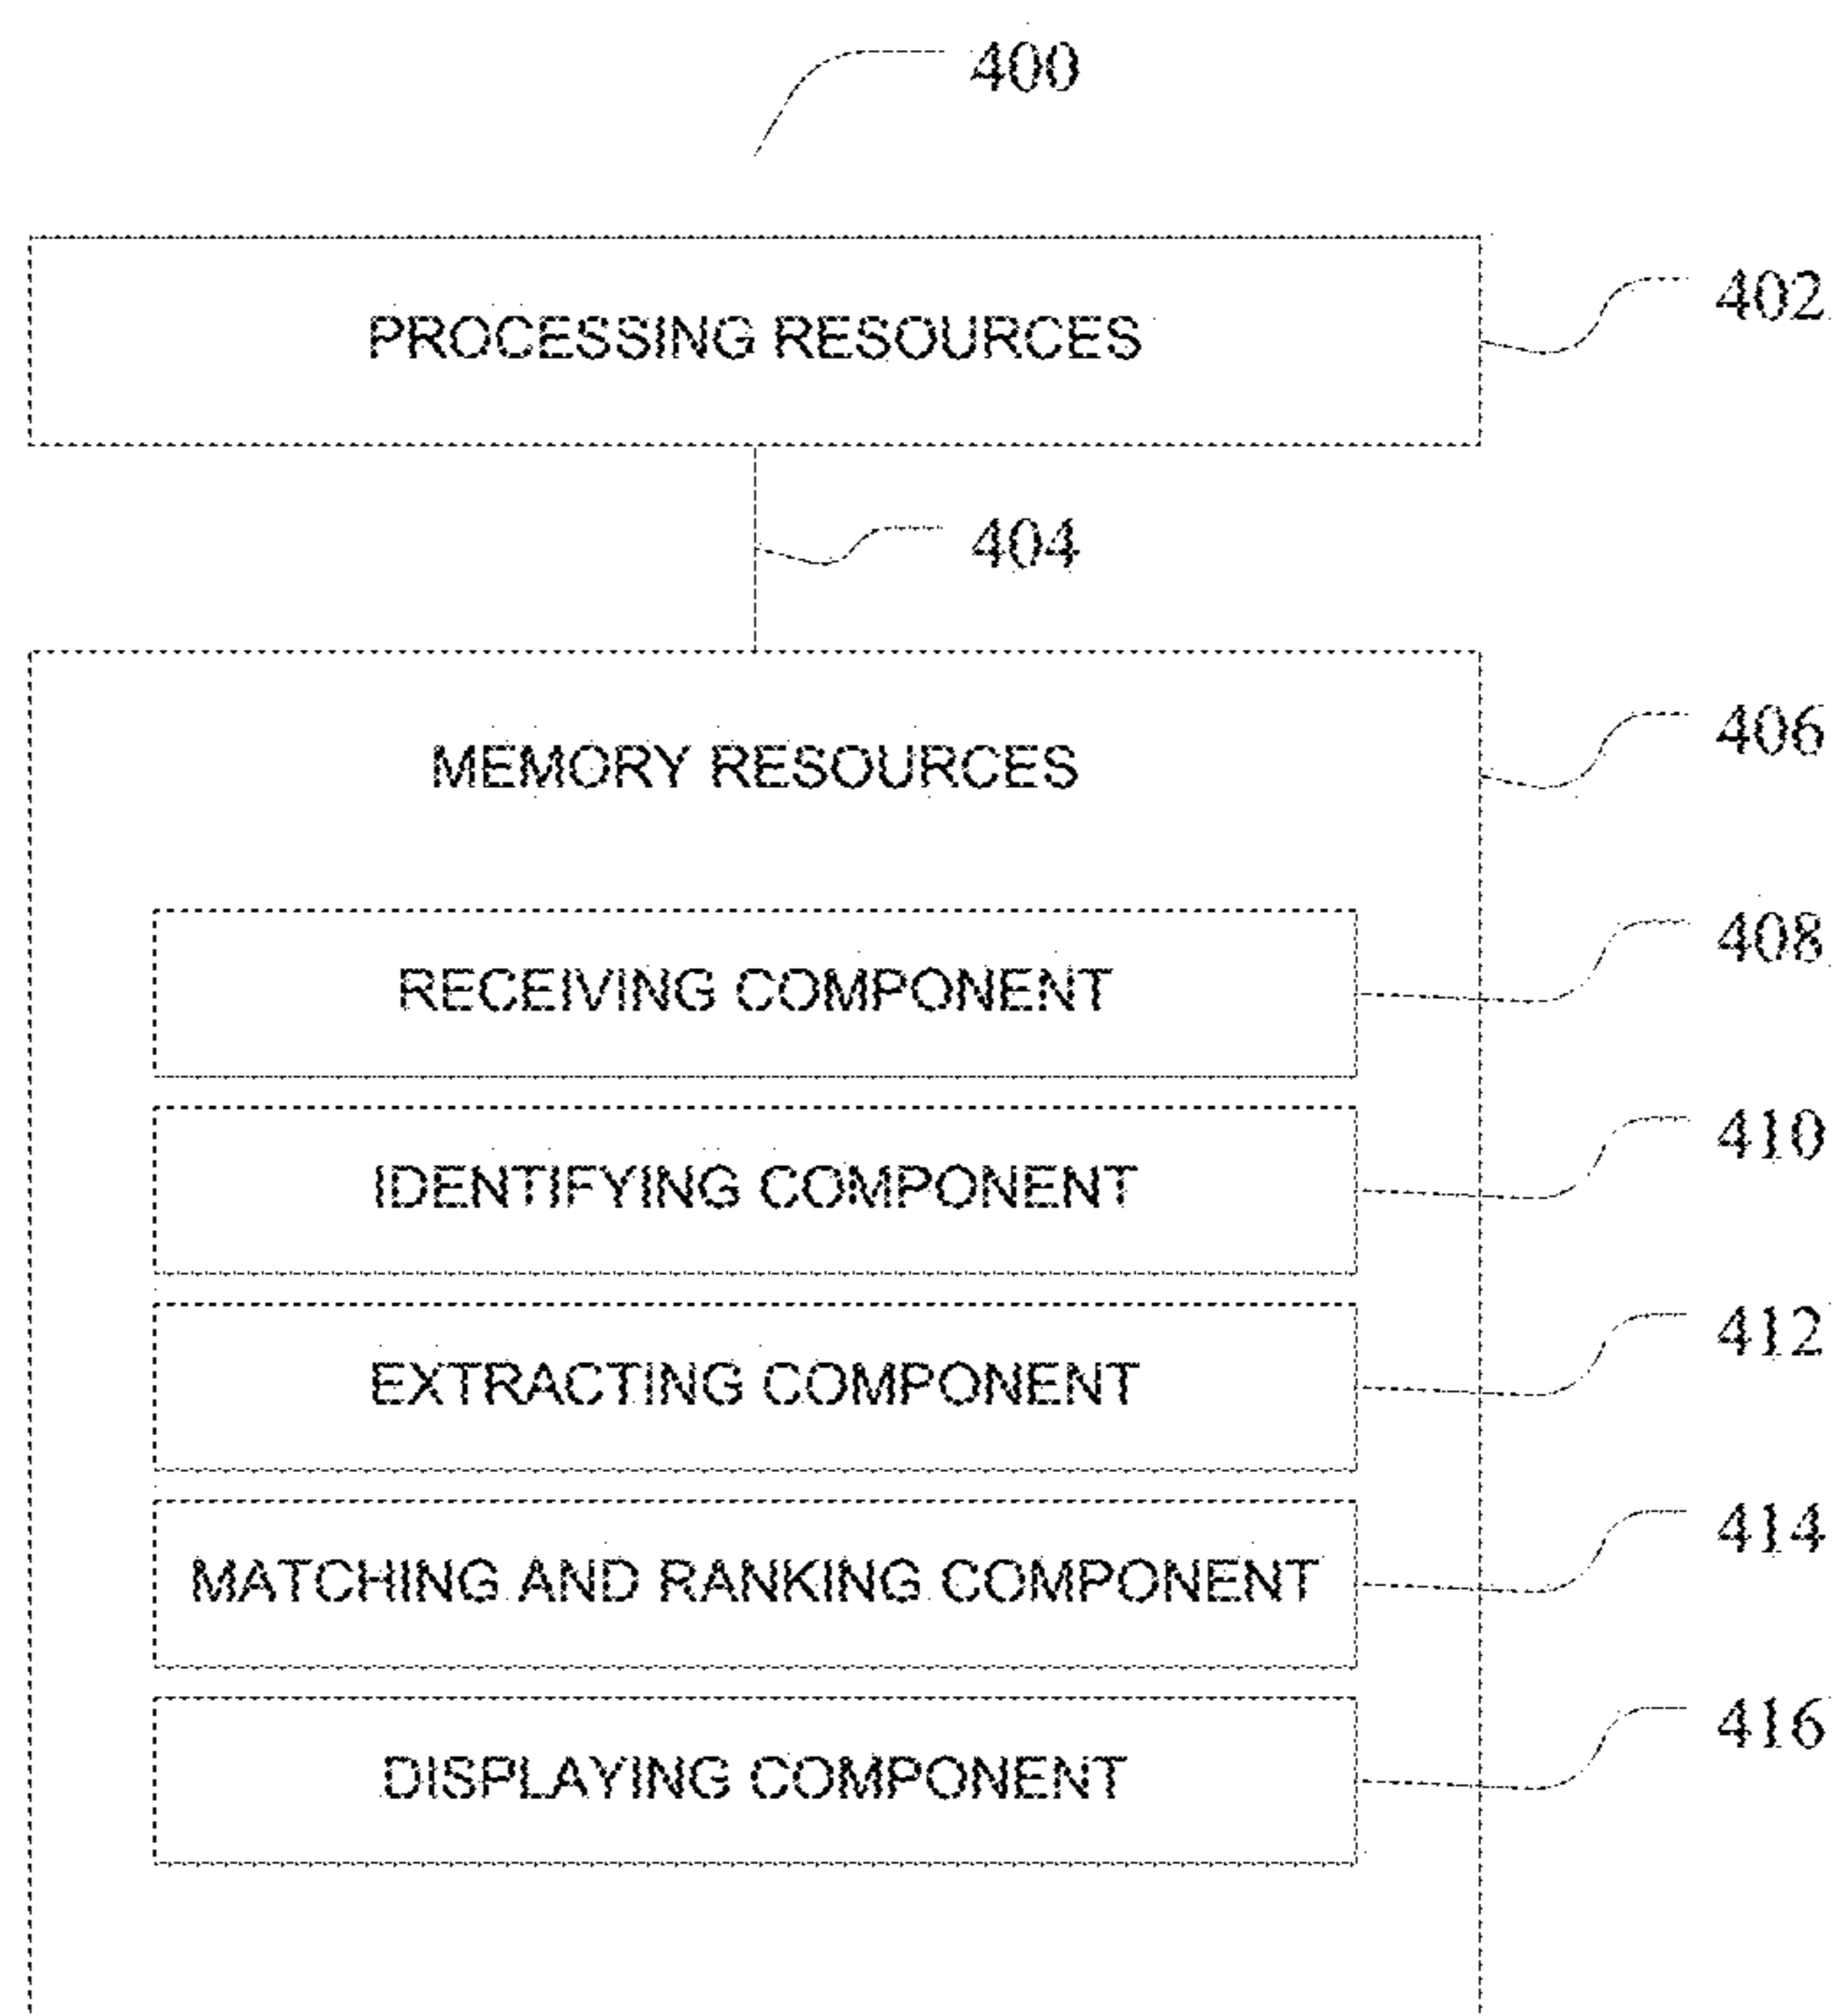 400
PROCESSING RESOURCES
402
404
MEMORY RESOURCES
406
RECEIVING COMPONENT
408
IDENTIFYING COMPONENT
410
EXTRACTING COMPONENT
412
MATCHING AND RANKING COMPONENT
414
DISPLAYING COMPONENT
416